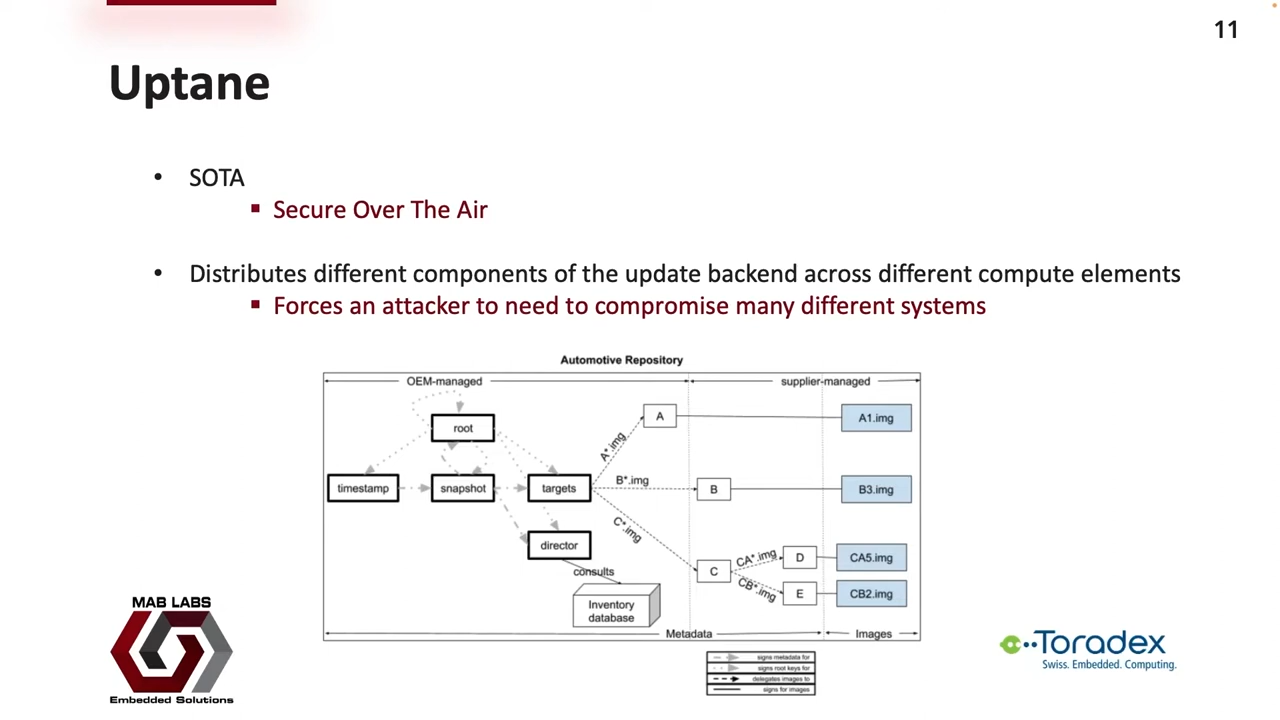 11
Uptane
• SOTA
▪ Secure Over The Air
• Distributes different components of the update backend across different compute elements
▪ Forces an attacker to need to compromise many different systems
Automotive Repository
OEM-managed
supplier-managed
root
A
A1.img
A*.img
timestamp
snapshot
targets
B*.img
B
B3.img
C*.img
director
consults
Inventory
database
C
CA*.img
D
CA5.img
CB*.img
E
CB2.img
Metadata
Images
signs metadata for
signs root keys for
delegates images to
signs for images
MAB LABS
Embedded Solutions
Toradex
Swiss. Embedded. Computing.